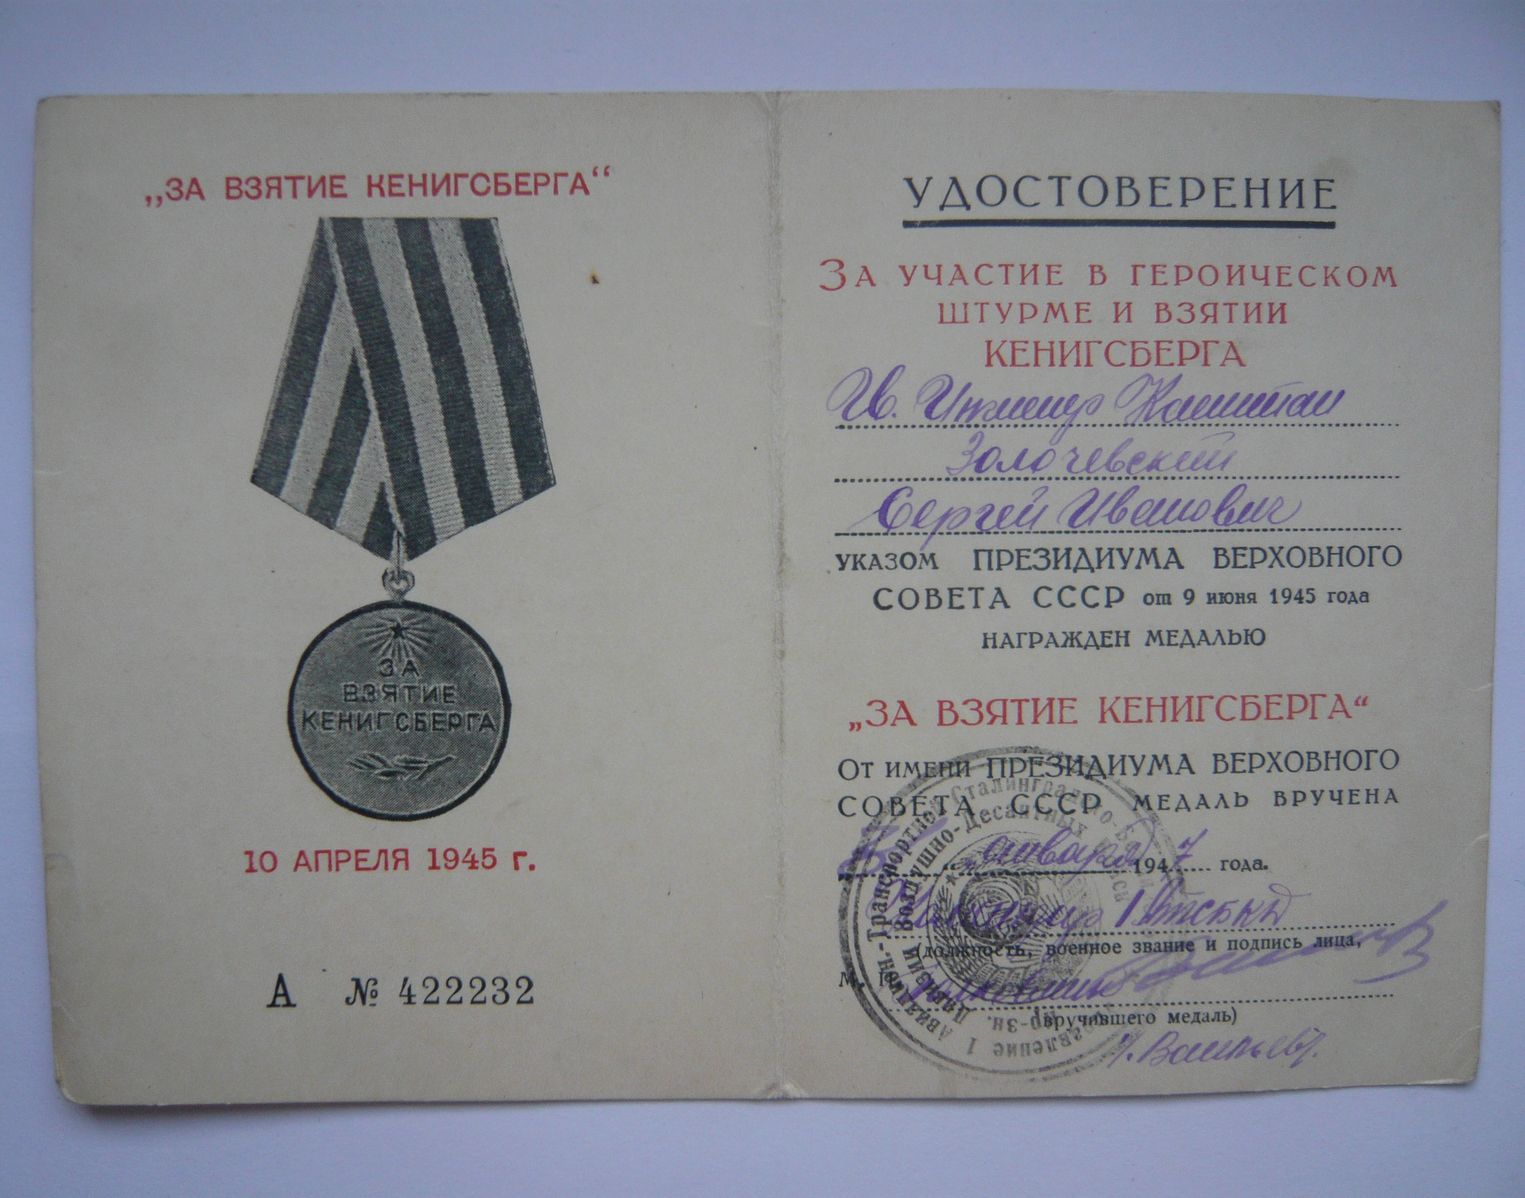 „ЗА ВЗЯТИЕ КЕНИГСБЕРГА“
ЗА
ВЗЯТИЕ
КЕНИГСБЕРГА
10 АПРЕЛЯ 1945 г.
А № 422232
УДОСТОВЕРЕНИЕ
ЗА УЧАСТИЕ В ГЕРОИЧЕСКОМ
ШТУРМЕ И ВЗЯТИИ
КЕНИГСБЕРГА
Гв. Инженер Капитан
Золочевский
Сергей Иванович
УКАЗОМ ПРЕЗИДИУМА ВЕРХОВНОГО
СОВЕТА СССР от 9 июня 1945 года
НАГРАЖДЕН МЕДАЛЬЮ
„ЗА ВЗЯТИЕ КЕНИГСБЕРГА“
ОТ ИМЕНИ ПРЕЗИДИУМА ВЕРХОВНОГО
СОВЕТА СССР МЕДАЛЬ ВРУЧЕНА
января 1947 года.
(должность, военное звание и подпись лица,
М. П.
вручившего медаль)
Васильев